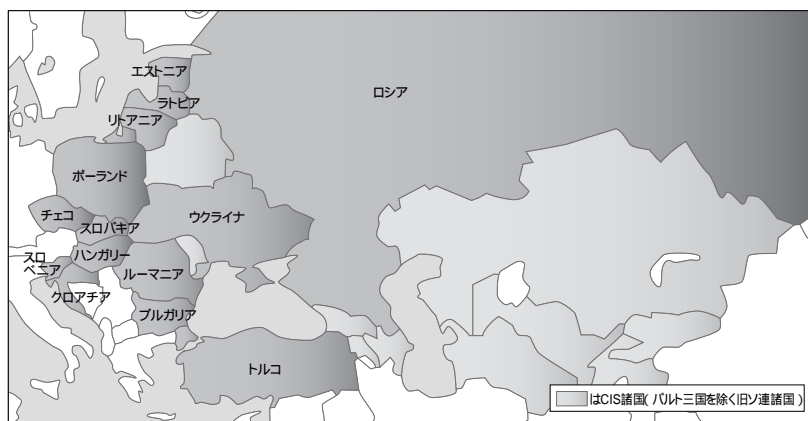 エストニア
ロシア
ラトビア
リトアニア
ポーランド
チェコ
スロバキア
ウクライナ
スロ
ベニア
ハンガリー
ルーマニア
クロアチア
ブルガリア
トルコ
はCIS諸国( バルト三国を除く旧ソ連諸国 )